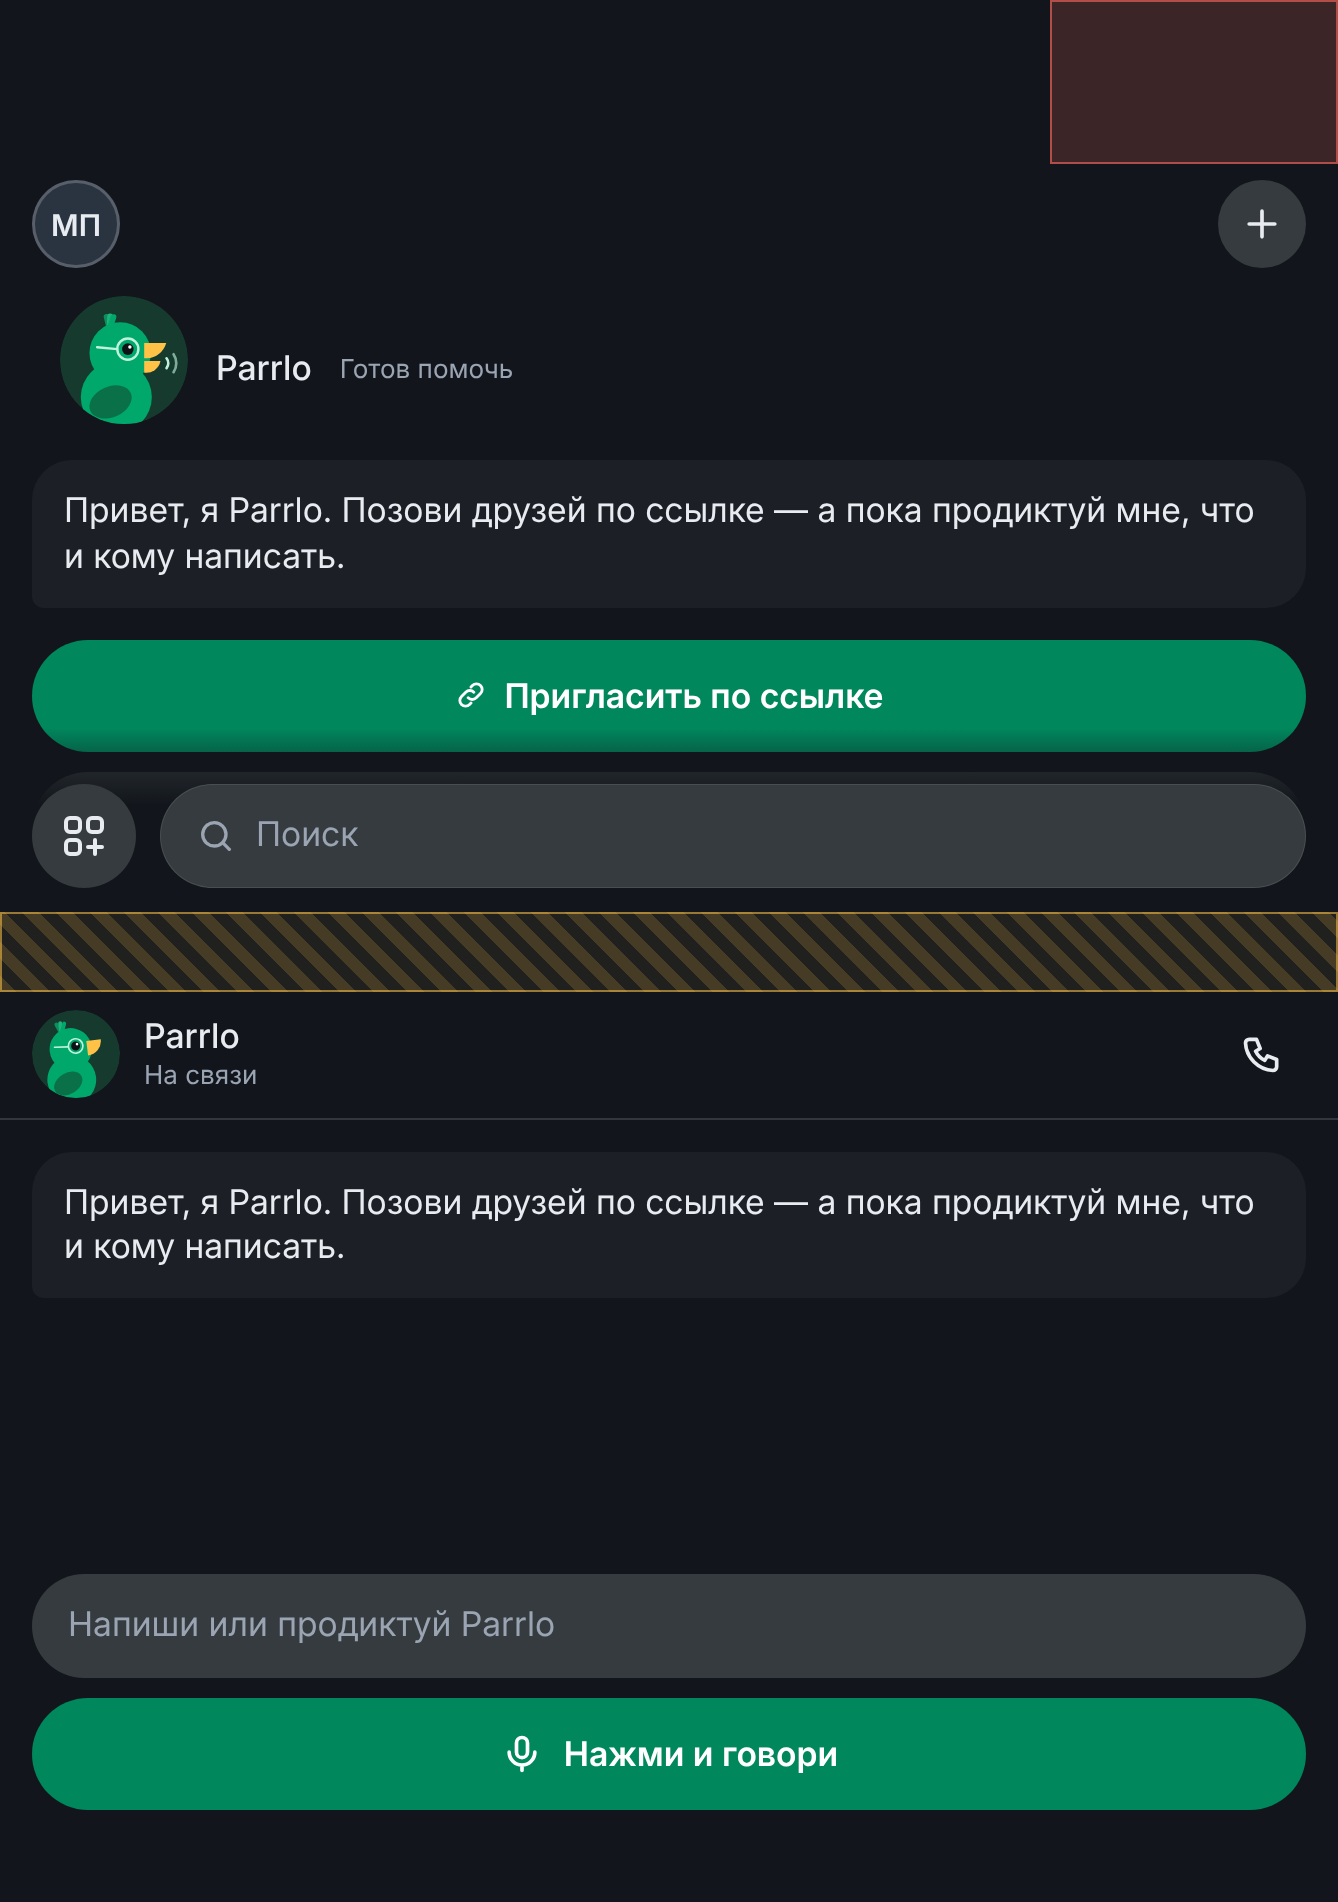 МП
Parrlo Готов помочь
Привет, я Parrlo. Позови друзей по ссылке — а пока продиктуй мне, что
и кому написать.
Пригласить по ссылке
Поиск
Parrlo
На связи
Привет, я Parrlo. Позови друзей по ссылке — а пока продиктуй мне, что
и кому написать.
Напиши или продиктуй Parrlo
Нажми и говори